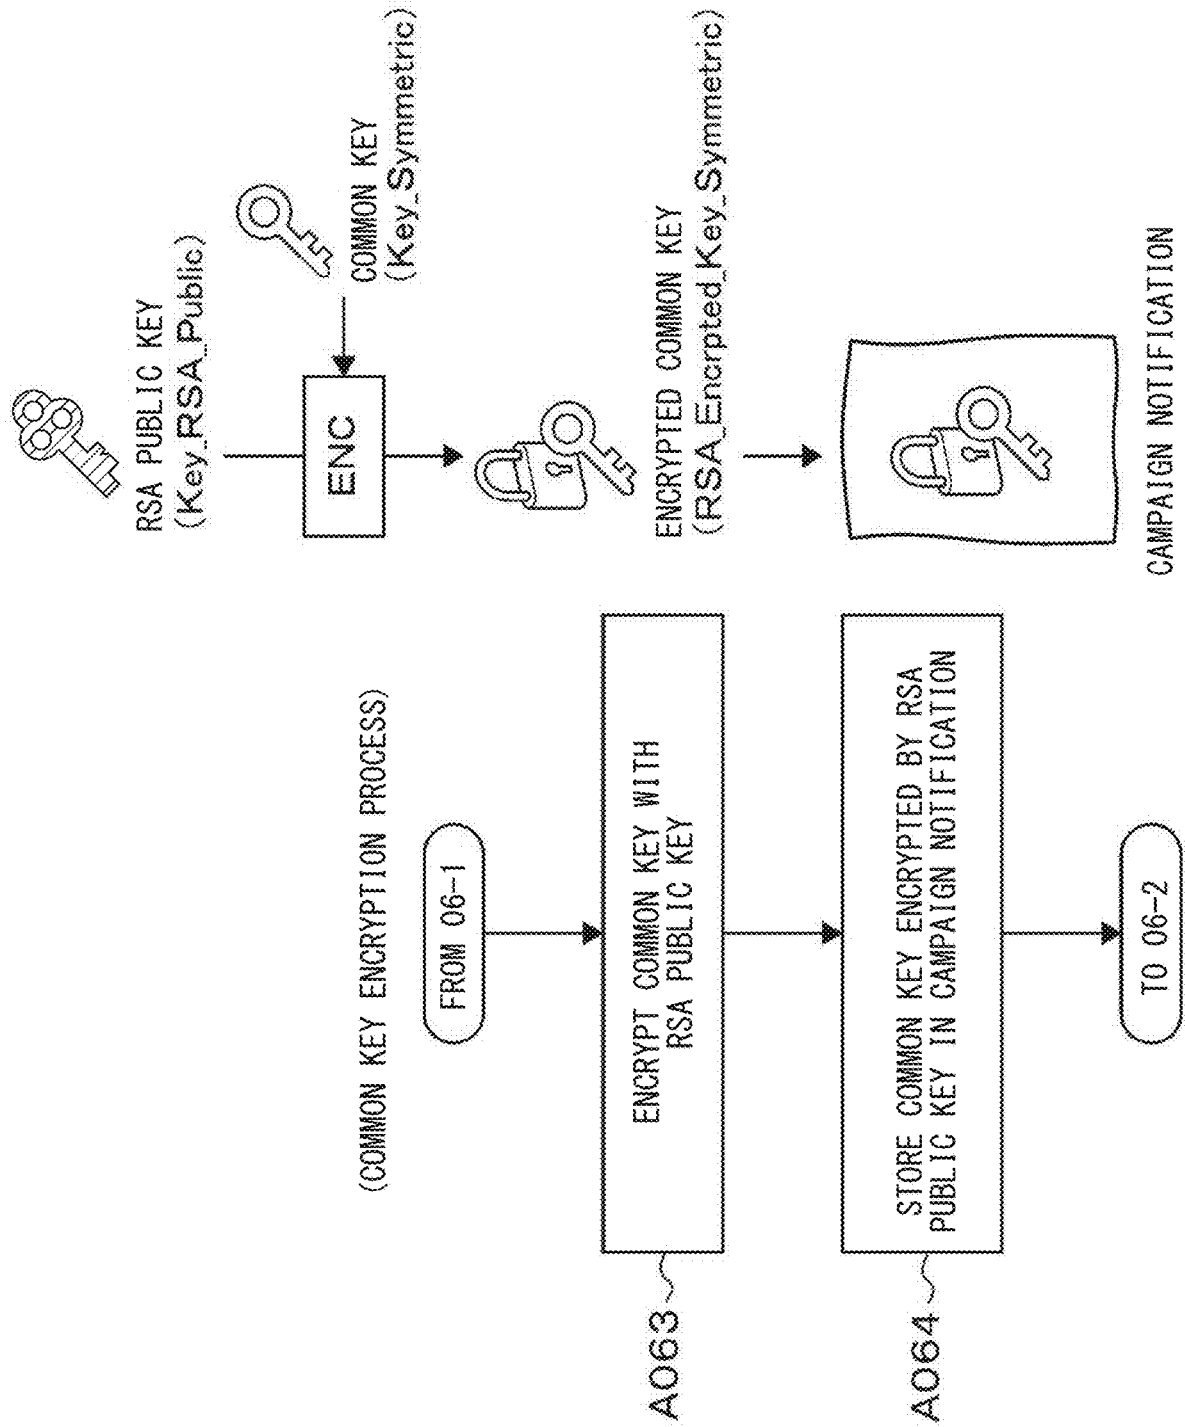 (COMMON KEY ENCRYPTION PROCESS)
FROM 06-1
A063
ENCRYPT COMMON KEY WITH
RSA PUBLIC KEY
A064
STORE COMMON KEY ENCRYPTED BY RSA
PUBLIC KEY IN CAMPAIGN NOTIFICATION
TO 06-2
RSA PUBLIC KEY
(Key_RSA_Public)
ENC
COMMON KEY
(Key_Symmetric)
ENCRYPTED COMMON KEY
(RSA_Encrpted_Key_Symmetric)
CAMPAIGN NOTIFICATION